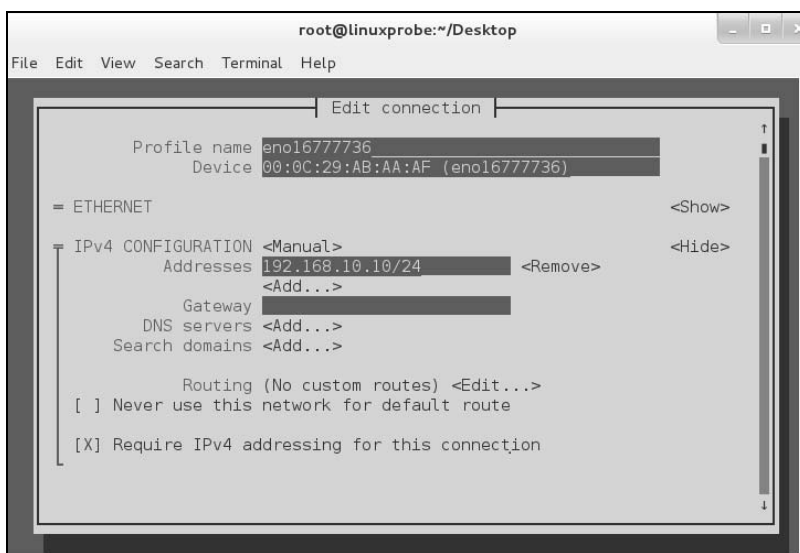 root@linuxprobe:~/Desktop
File Edit View Search Terminal Help
Edit connection
Profile name eno16777736
Device 00:0C:29:AB:AA:AF (eno16777736)
= ETHERNET <Show>
IPv4 CONFIGURATION <Manual> <Hide>
Addresses 192.168.10.10/24 <Remove>
<Add...>
Gateway
DNS servers <Add...>
Search domains <Add...>
Routing (No custom routes) <Edit...>
[ ] Never use this network for default route
[X] Require IPv4 addressing for this connection